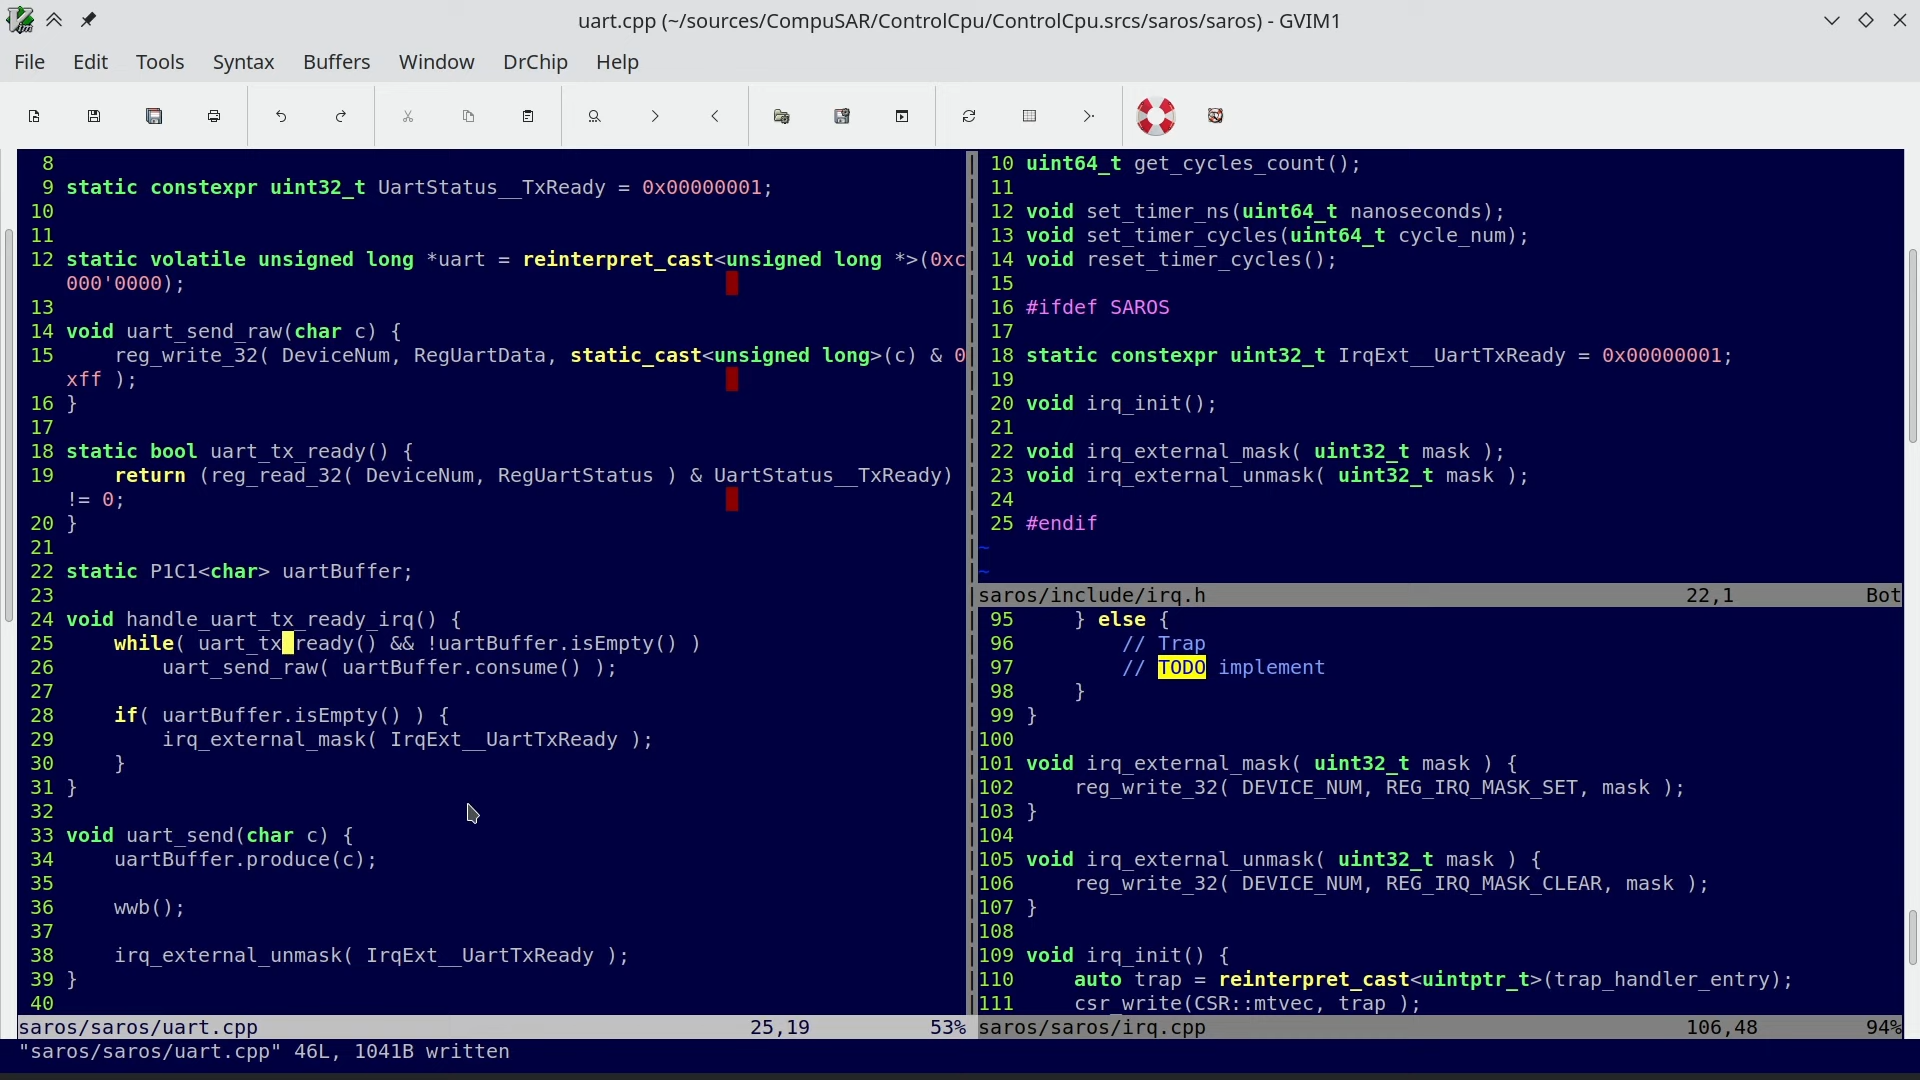 uart.cpp (~/sources/CompuSAR/ControlCpu/ControlCpu.srcs/saros/saros) - GVIM1
File Edit Tools Syntax Buffers Window DrChip Help
8
9 static constexpr uint32_t UartStatus__TxReady = 0x00000001;
10
11
12 static volatile unsigned long *uart = reinterpret_cast<unsigned long *>(0xc
000'0000);
13
14 void uart_send_raw(char c) {
15     reg_write_32( DeviceNum, RegUartData, static_cast<unsigned long>(c) & 0
xff );
16 }
17
18 static bool uart_tx_ready() {
19     return (reg_read_32( DeviceNum, RegUartStatus ) & UartStatus__TxReady)
!= 0;
20 }
21
22 static P1C1<char> uartBuffer;
23
24 void handle_uart_tx_ready_irq() {
25     while( uart_tx_ready() && !uartBuffer.isEmpty() )
26         uart_send_raw( uartBuffer.consume() );
27
28     if( uartBuffer.isEmpty() ) {
29         irq_external_mask( IrqExt__UartTxReady );
30     }
31 }
32
33 void uart_send(char c) {
34     uartBuffer.produce(c);
35
36     wwb();
37
38     irq_external_unmask( IrqExt__UartTxReady );
39 }
40
saros/saros/uart.cpp 25,19 53%
10 uint64_t get_cycles_count();
11
12 void set_timer_ns(uint64_t nanoseconds);
13 void set_timer_cycles(uint64_t cycle_num);
14 void reset_timer_cycles();
15
16 #ifdef SAROS
17
18 static constexpr uint32_t IrqExt__UartTxReady = 0x00000001;
19
20 void irq_init();
21
22 void irq_external_mask( uint32_t mask );
23 void irq_external_unmask( uint32_t mask );
24
25 #endif
~
~
saros/include/irq.h 22,1 Bot
95     } else {
96         // Trap
97         // TODO implement
98     }
99 }
100
101 void irq_external_mask( uint32_t mask ) {
102     reg_write_32( DEVICE_NUM, REG_IRQ_MASK_SET, mask );
103 }
104
105 void irq_external_unmask( uint32_t mask ) {
106     reg_write_32( DEVICE_NUM, REG_IRQ_MASK_CLEAR, mask );
107 }
108
109 void irq_init() {
110     auto trap = reinterpret_cast<uintptr_t>(trap_handler_entry);
111     csr_write(CSR::mtvec, trap );
saros/saros/irq.cpp 106,48 94%
"saros/saros/uart.cpp" 46L, 1041B written